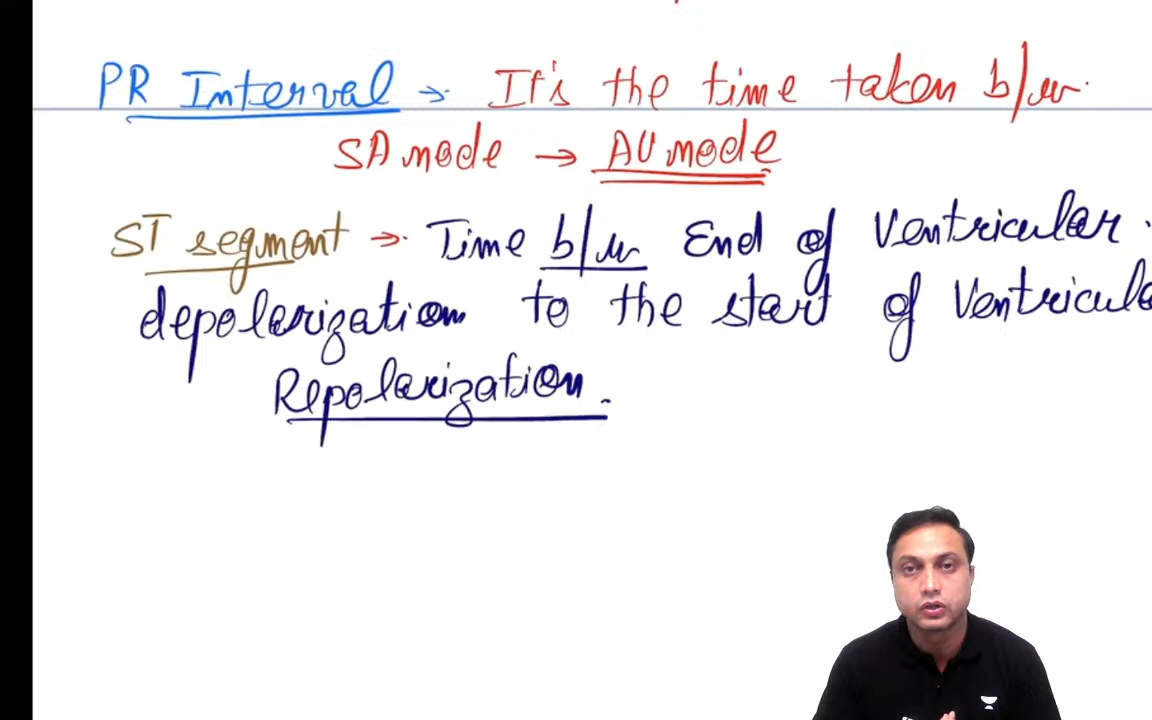 PR Interval → It's the time taken b/w
SA node → AV node
ST segment → Time b/w End of Ventricular
depolarization to the start of Ventricula
Repolarization.